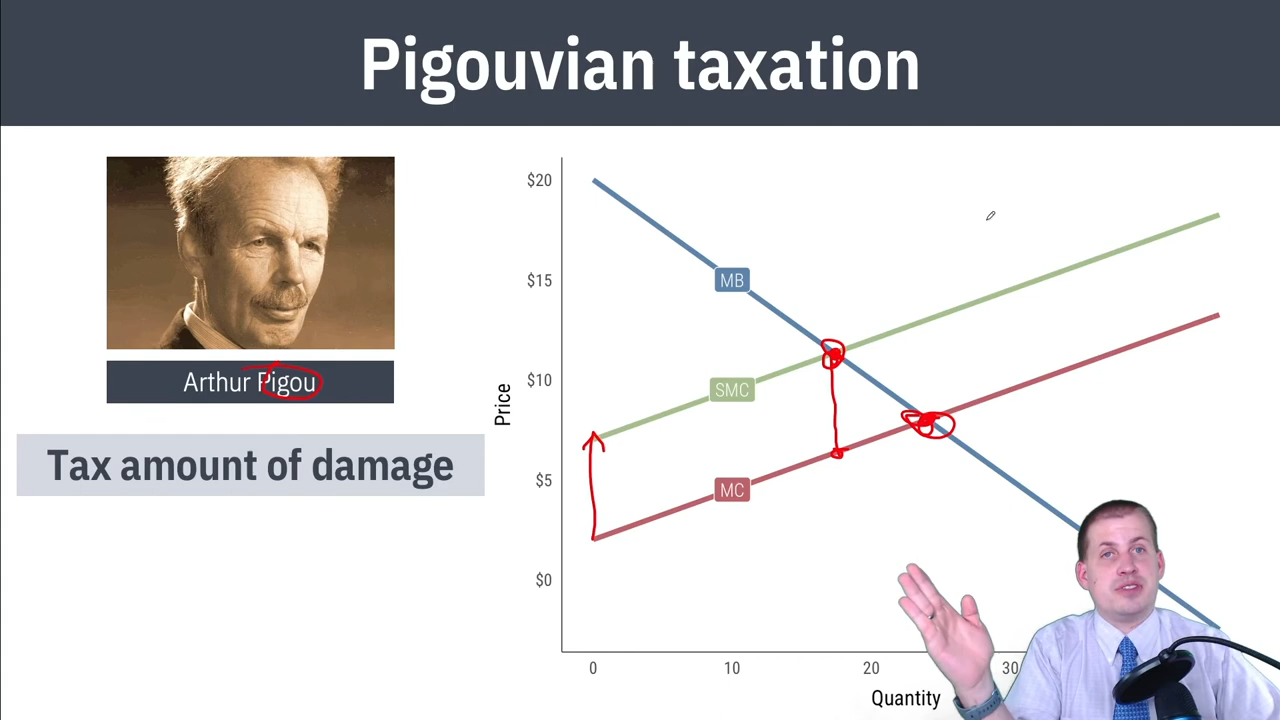 Pigouvian taxation
Arthur Pigou
Tax amount of damage
$20
$15
$10
$5
$0
Price
MB
SMC
MC
0
10
20
30
Quantity